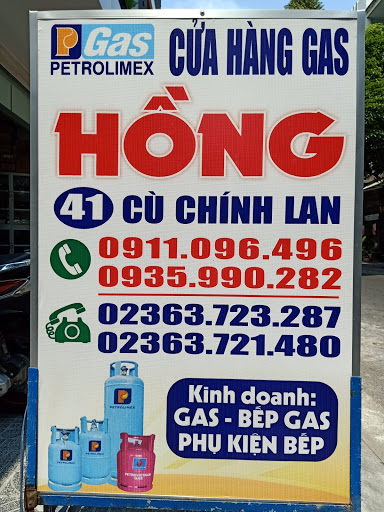 P Gas
PETROLIMEX
CỬA HÀNG GAS
HỒNG
41 CÙ CHÍNH LAN
0911.096.496
0935.990.282
02363.723.287
02363.721.480
Kinh doanh:
GAS - BẾP GAS
PHỤ KIỆN BẾP
PETROLIMEX